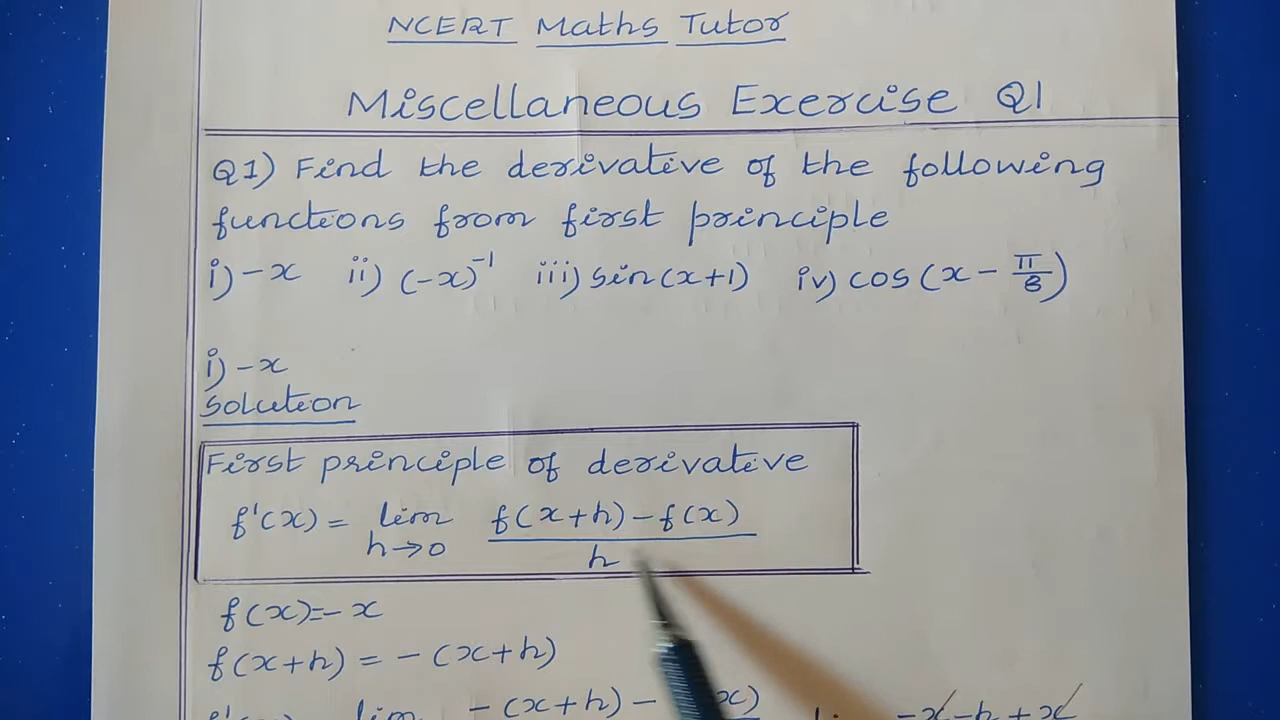 NCERT Maths Tutor
Miscellaneous Exercise Q1
Q1) Find the derivative of the following
functions from first principle
i) -x ii) (-x)⁻¹ iii) sin(x+1) iv) cos(x - π/8)
i) -x
Solution
First principle of derivative
f'(x) = lim h→0 f(x+h) - f(x) / h
f(x) = -x
f(x+h) = -(x+h)
lim -(x+h) - x) -x - h + x